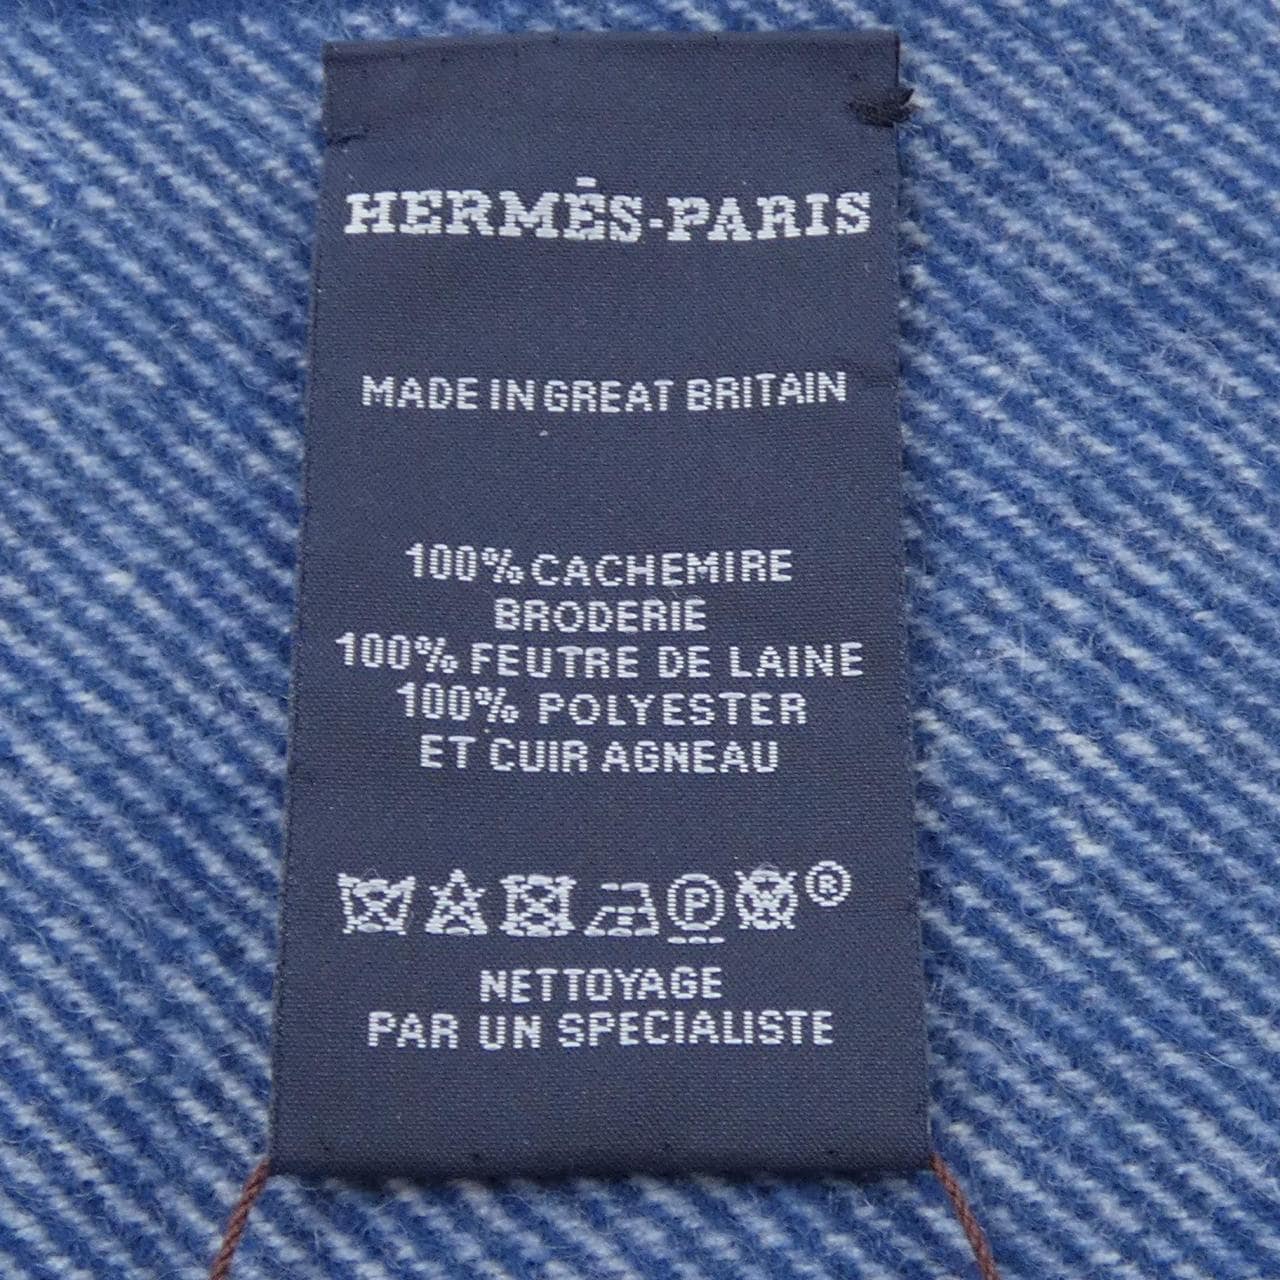 HERMĖS-PARIS
MADE IN GREAT BRITAIN
100% CACHEMIRE
BRODERIE
100% FEUTRE DE LAINE
100% POLYESTER
ET CUIR AGNEAU
P W ®
NETTOYAGE
PAR UN SPECIALISTE